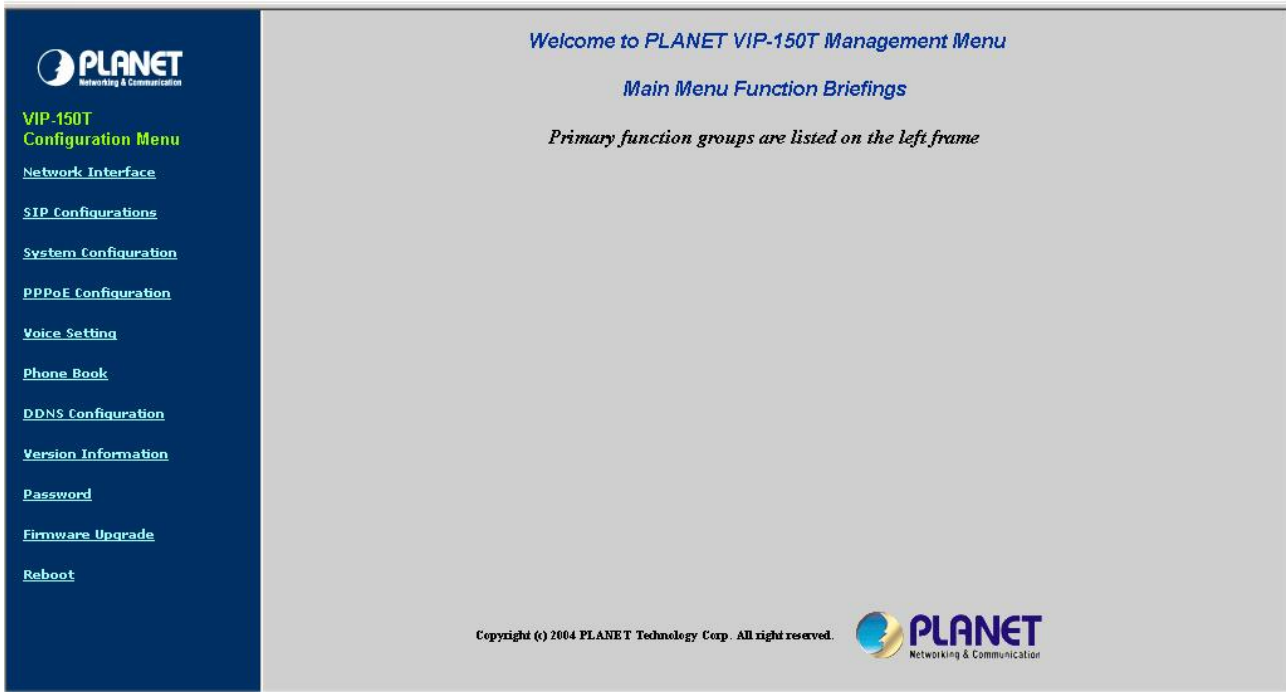 PLANET
Networking & Communication
VIP-150T
Configuration Menu
Network Interface
SIP Configurations
System Configuration
PPPoE Configuration
Voice Setting
Phone Book
DDNS Configuration
Version Information
Password
Firmware Upgrade
Reboot
Welcome to PLANET VIP-150T Management Menu
Main Menu Function Briefings
Primary function groups are listed on the left frame
Copyright (c) 2004 PLANET Technology Corp. All right reserved.
PLANET
Networking & Communication